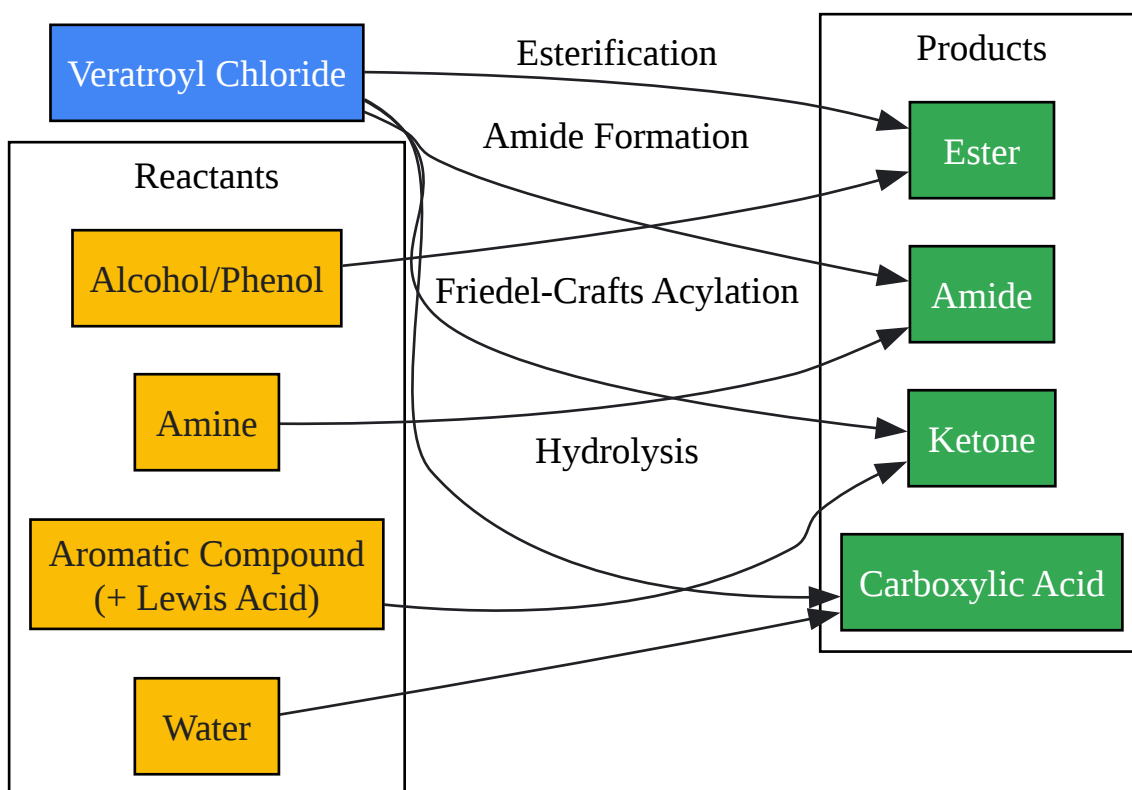 Veratroyl Chloride
Reactants
Alcohol/Phenol
Amine
Aromatic Compound
(+ Lewis Acid)
Water
Esterification
Amide Formation
Friedel-Crafts Acylation
Hydrolysis
Products
Ester
Amide
Ketone
Carboxylic Acid